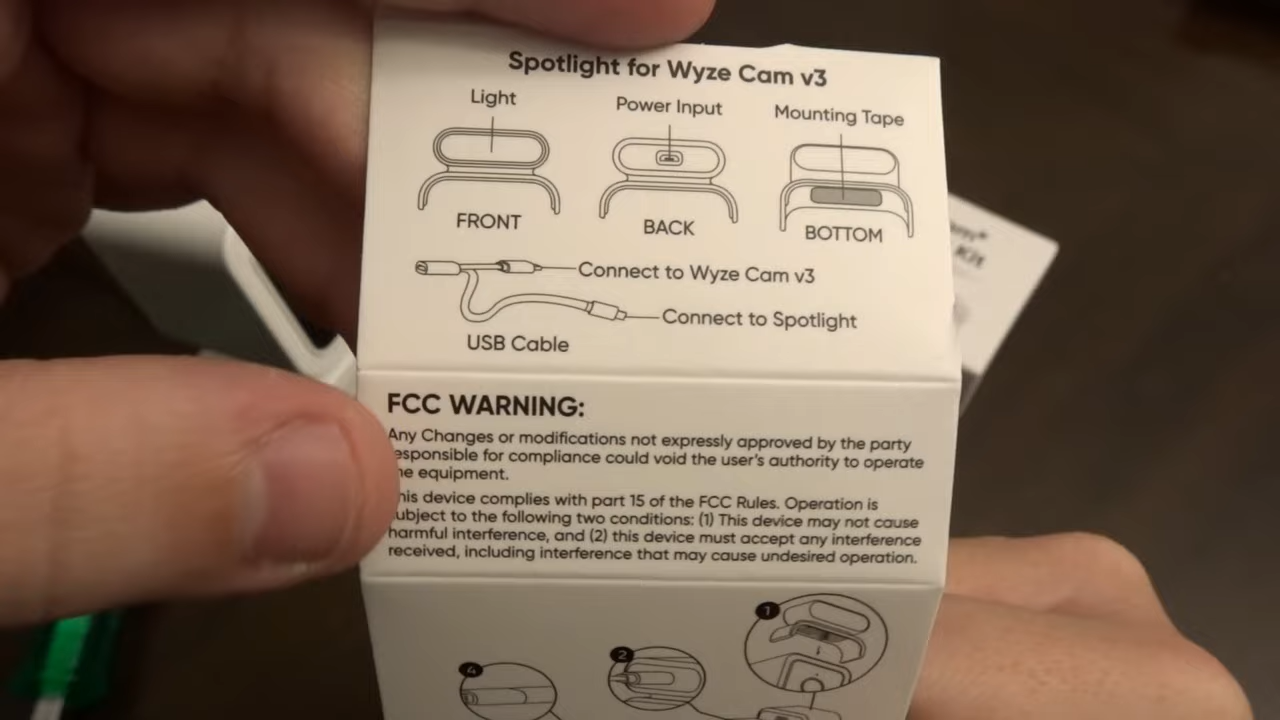 Spotlight for Wyze Cam v3
Light
Power Input
Mounting Tape
FRONT
BACK
BOTTOM
Connect to Wyze Cam v3
Connect to Spotlight
USB Cable
FCC WARNING:
Any Changes or modifications not expressly approved by the party
esponsible for compliance could void the user's authority to operate
he equipment.
his device complies with part 15 of the FCC Rules. Operation is
ubject to the following two conditions: (1) This device may not cause
harmful interference, and (2) this device must accept any interference
received, including interference that may cause undesired operation.
1
2
4
Kit